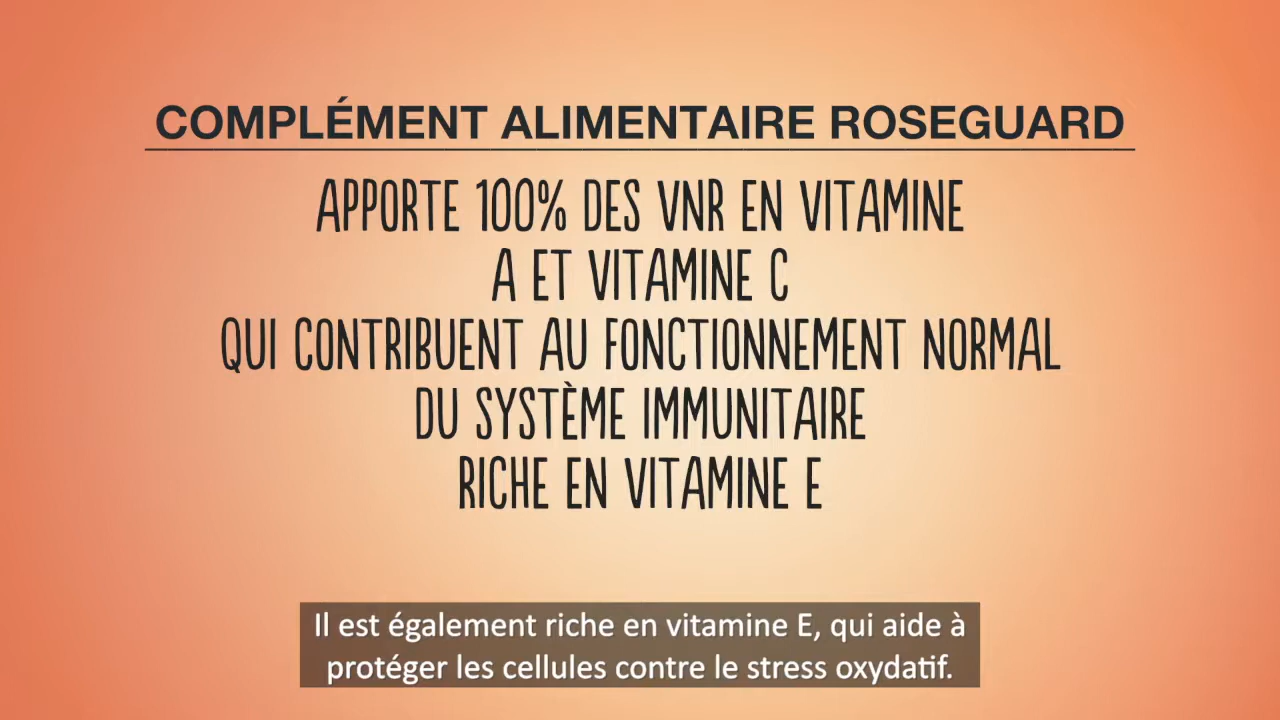 COMPLÉMENT ALIMENTAIRE ROSEGUARD
APPORTE 100% DES VNR EN VITAMINE
A ET VITAMINE C
QUI CONTRIBUENT AU FONCTIONNEMENT NORMAL
DU SYSTÈME IMMUNITAIRE
RICHE EN VITAMINE E
Il est également riche en vitamine E, qui aide à
protéger les cellules contre le stress oxydatif.